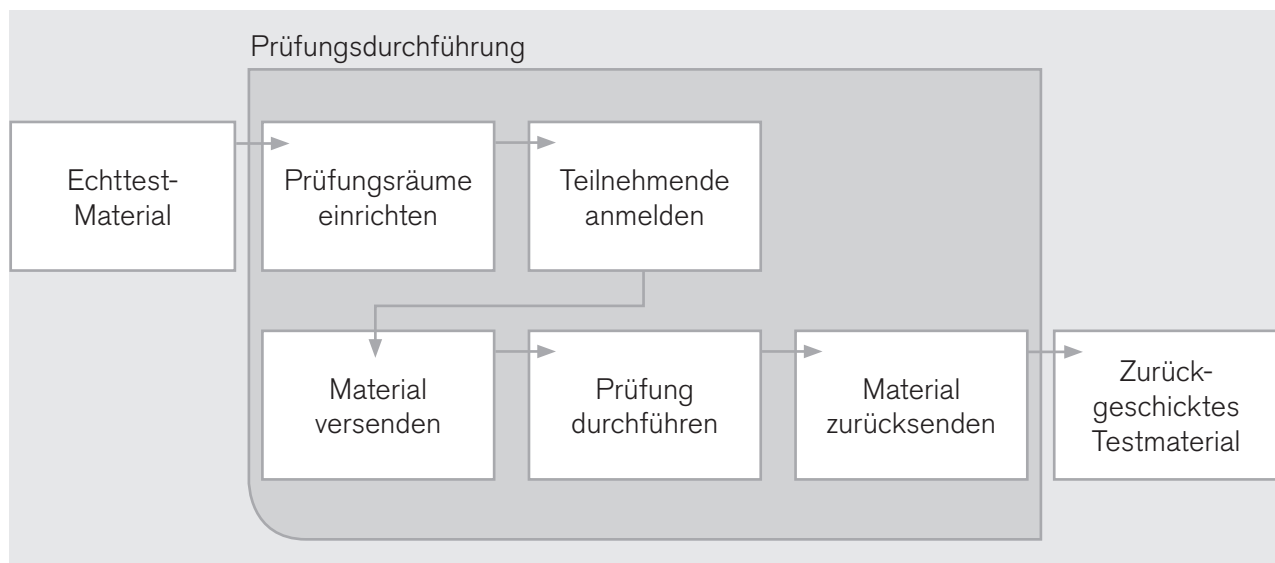 Prüfungsdurchführung
Echttest-
Material
Prüfungsräume
einrichten
Teilnehmende
anmelden
Material
versenden
Prüfung
durchführen
Material
zurücksenden
Zurück-
geschicktes
Testmaterial